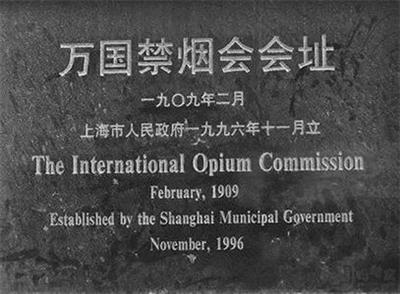 万国禁烟会会址
一九〇九年二月
上海市人民政府一九九六年十一月立
The International Opium Commission
February, 1909
Established by the Shanghai Municipal Government
November, 1996